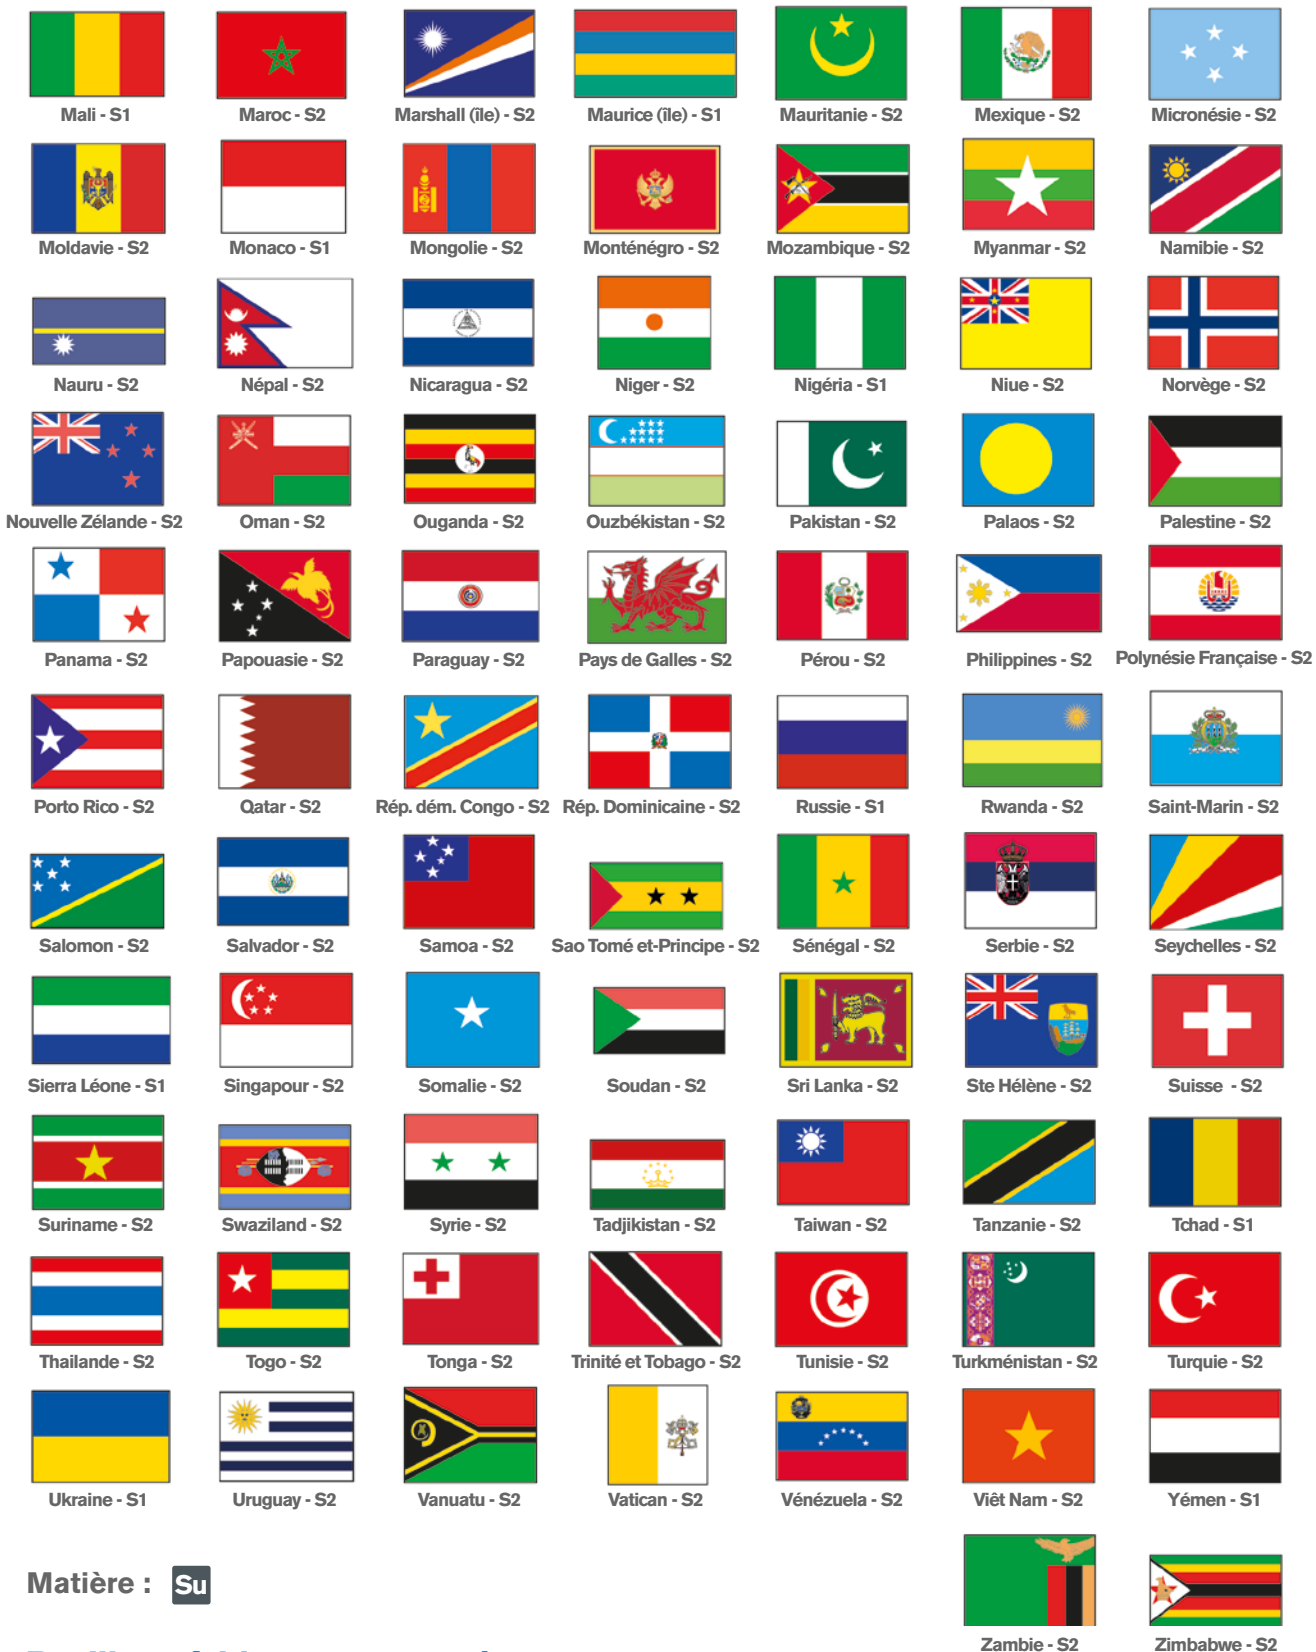 Mali - S1
Maroc - S2
Marshall (île) - S2
Maurice (île) - S1
Mauritanie - S2
Mexique - S2
Micronésie - S2
Moldavie - S2
Monaco - S1
Mongolie - S2
Monténégro - S2
Mozambique - S2
Myanmar - S2
Namibie - S2
Nauru - S2
Népal - S2
Nicaragua - S2
Niger - S2
Nigéria - S1
Niue - S2
Norvège - S2
Nouvelle Zélande - S2
Oman - S2
Ouganda - S2
Ouzbékistan - S2
Pakistan - S2
Palaos - S2
Palestine - S2
Panama - S2
Papouasie - S2
Paraguay - S2
Pays de Galles - S2
Pérou - S2
Philippines - S2
Polynésie Française - S2
Porto Rico - S2
Qatar - S2
Rép. dém. Congo - S2
Rép. Dominicaine - S2
Russie - S1
Rwanda - S2
Saint-Marin - S2
Salomon - S2
Salvador - S2
Samoa - S2
Sao Tomé et-Principe - S2
Sénégal - S2
Serbie - S2
Seychelles - S2
Sierra Léone - S1
Singapour - S2
Somalie - S2
Soudan - S2
Sri Lanka - S2
Ste Hélène - S2
Suisse - S2
Suriname - S2
Swaziland - S2
Syrie - S2
Tadjikistan - S2
Taiwan - S2
Tanzanie - S2
Tchad - S1
Thailande - S2
Togo - S2
Tonga - S2
Trinité et Tobago - S2
Tunisie - S2
Turkménistan - S2
Turquie - S2
Ukraine - S1
Uruguay - S2
Vanuatu - S2
Vatican - S2
Vénézuela - S2
Viêt Nam - S2
Yémen - S1
Matière : Su
Zambie - S2
Zimbabwe - S2